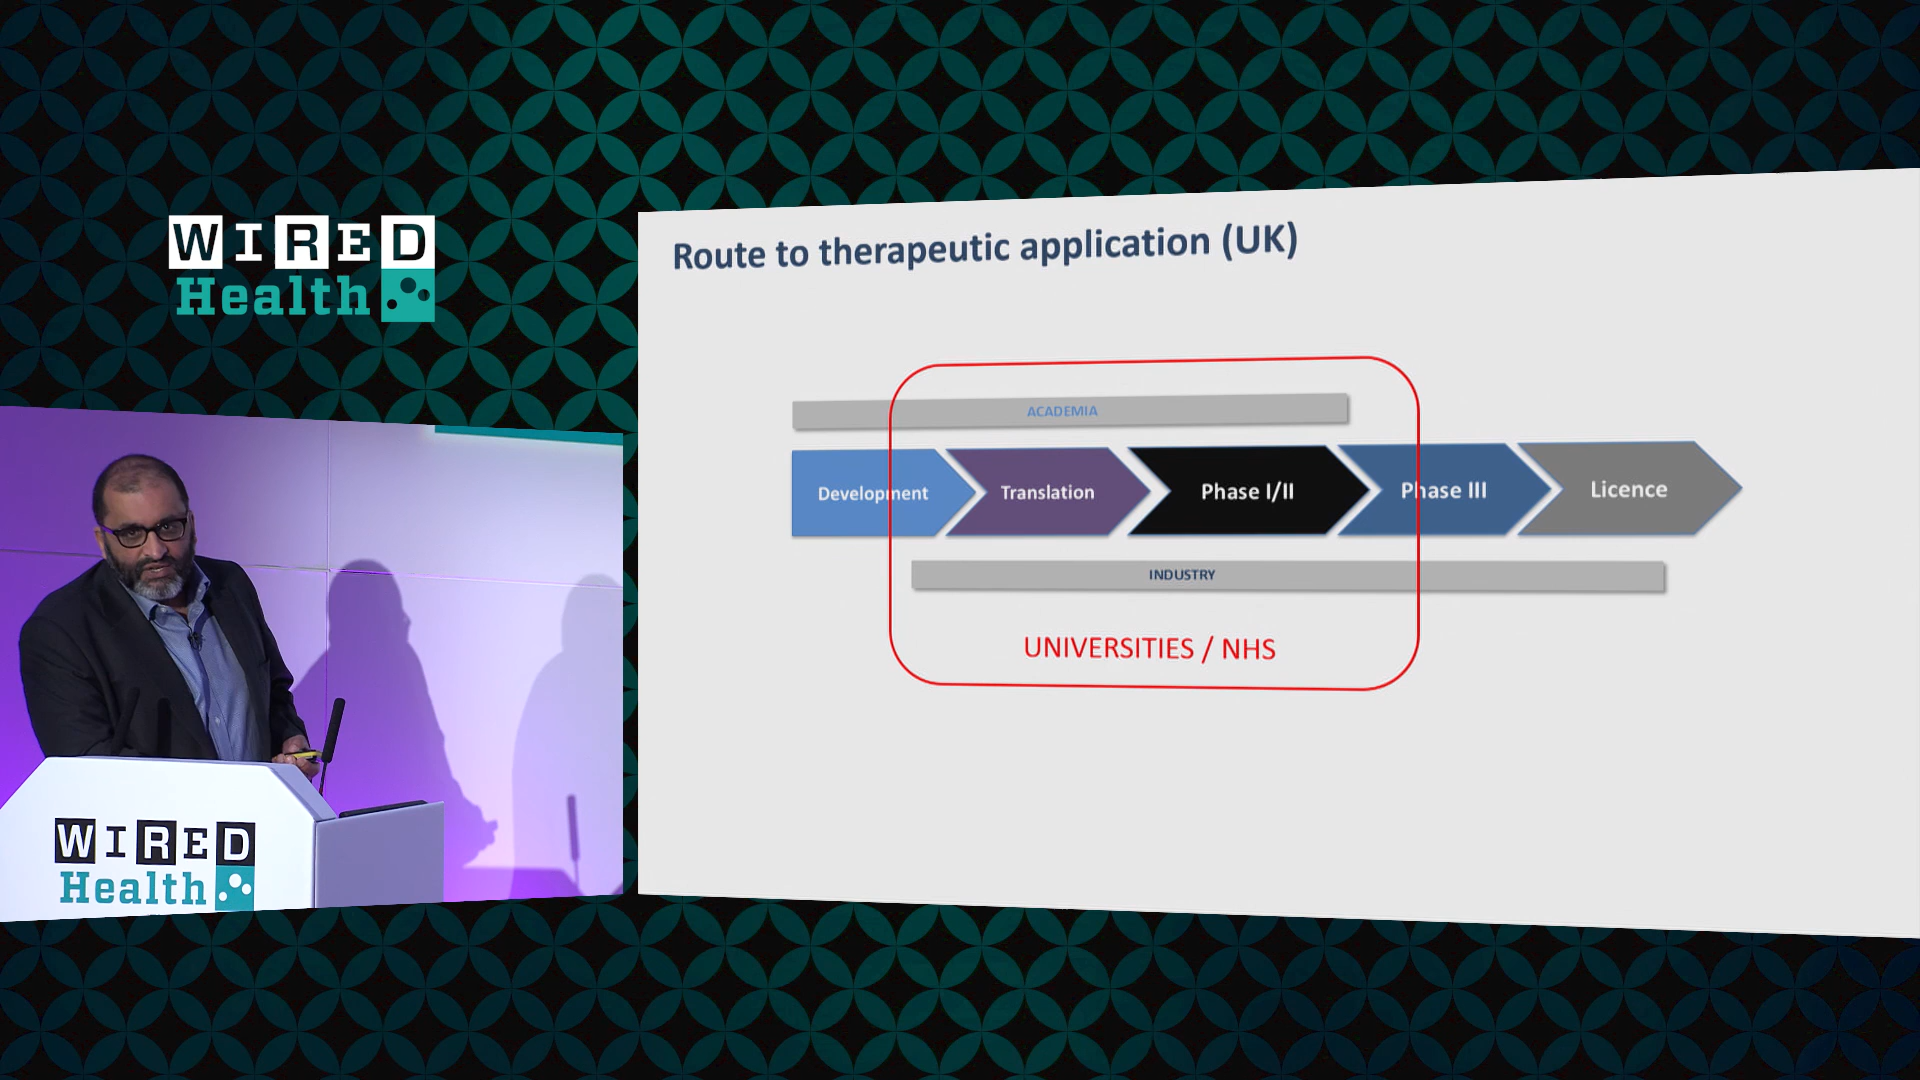 WIRED
Health
Route to therapeutic application (UK)
ACADEMIA
Development
Translation
Phase I/II
Phase III
Licence
INDUSTRY
UNIVERSITIES / NHS
WIRED
Health